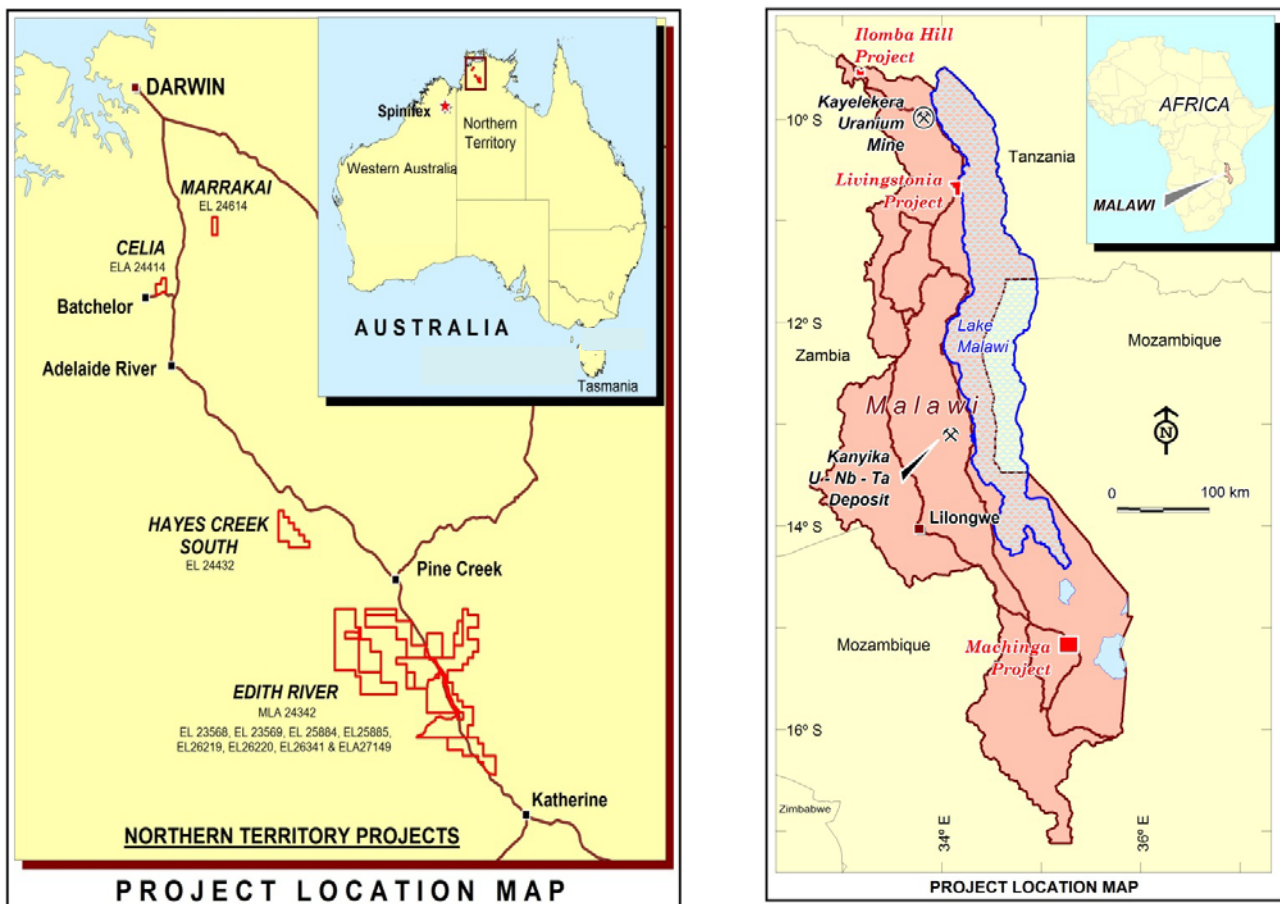 DARWIN
MARRAKAI
EL 24614
CELIA
ELA 24414
Batchelor
Adelaide River
HAYES CREEK
SOUTH
EL 24432
Pine Creek
EDITH RIVER
MLA 24342
EL 23568, EL 23569, EL 25884, EL25885,
EL26219, EL26220, EL26341 & ELA27149
Katherine
NORTHERN TERRITORY PROJECTS
Spinifex
Northern
Territory
Western Australia
AUSTRALIA
Tasmania
PROJECT LOCATION MAP
Ilomba Hill
Project
Kayelekera
Uranium
Mine
10° S
Tanzania
Livingstonia
Project
AFRICA
MALAWI
12° S
Lake
Malawi
Zambia
Mozambique
Malawi
N
Kanyika
U - Nb - Ta
Deposit
0 100 km
Lilongwe
14° S
Mozambique
Machinga
Project
16° S
Zimbabwe
34° E
36° E
PROJECT LOCATION MAP